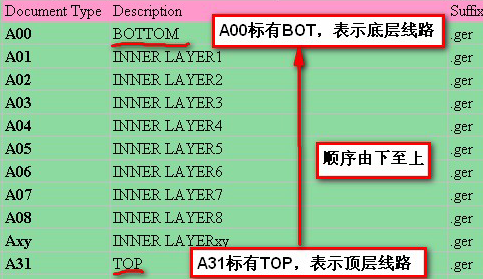 Document Type Description Suffix
A00 BOTTOM A00标有BOT，表示底层线路 .ger
A01 INNER LAYER1 .ger
A02 INNER LAYER2 .ger
A03 INNER LAYER3 .ger
A04 INNER LAYER4 .ger
A05 INNER LAYER5 .ger
顺序由下至上
A06 INNER LAYER6 .ger
A07 INNER LAYER7 .ger
A08 INNER LAYER8 .ger
Axy INNER LAYERxy .ger
A31 TOP A31标有TOP，表示顶层线路 .ger